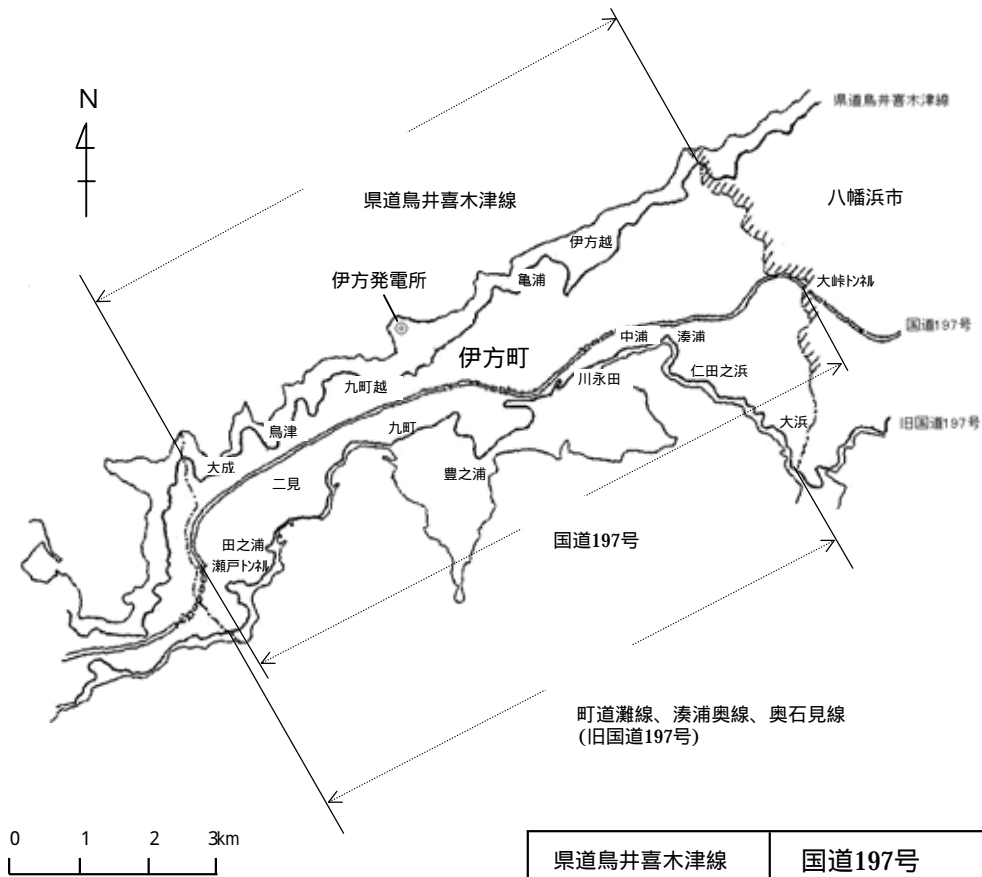 県道鳥井喜木津線
N
八幡浜市
県道鳥井喜木津線
伊方越
伊方発電所
亀浦
大峠トンネル
国道197号
中浦
湊浦
伊方町
川永田
仁田之浜
九町越
大浜
旧国道197号
鳥津
九町
大成
豊之浦
二見
国道197号
田之浦
瀬戸トンネル
町道灘線、湊浦奥線、奥石見線
(旧国道197号)
0 1 2 3km
県道鳥井喜木津線 国道197号